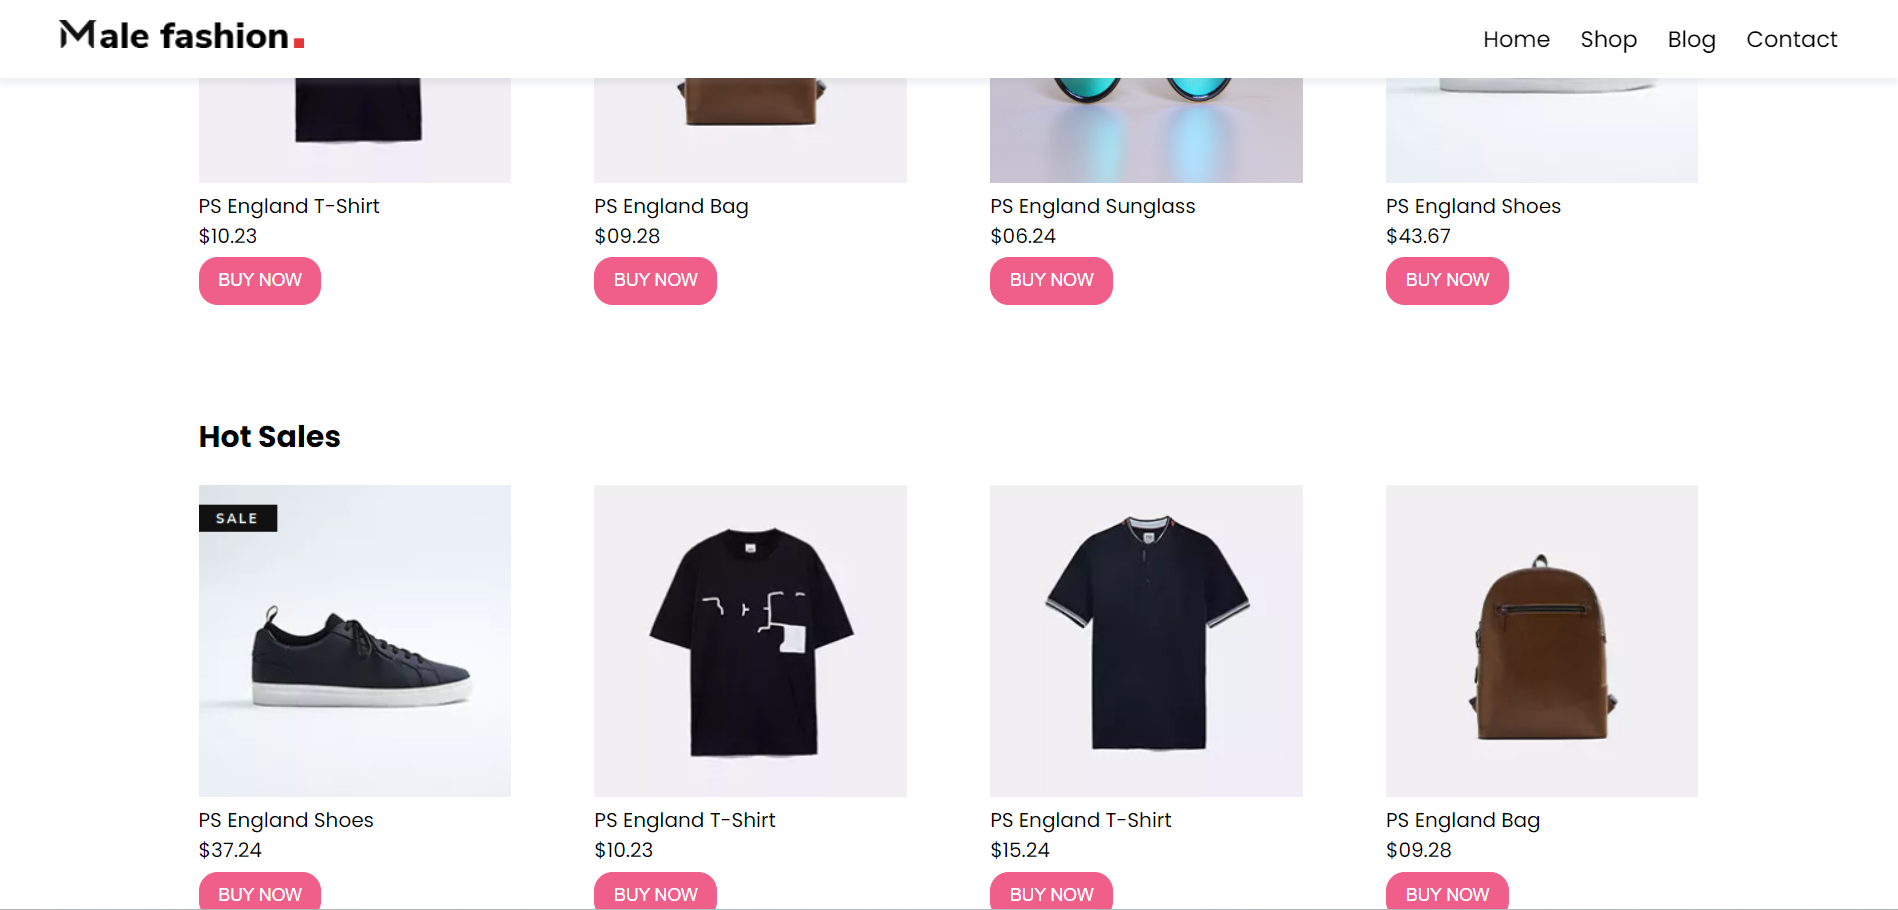 Male fashion.
Home Shop Blog Contact
PS England T-Shirt
$10.23
BUY NOW
PS England Bag
$09.28
BUY NOW
PS England Sunglass
$06.24
BUY NOW
PS England Shoes
$43.67
BUY NOW
Hot Sales
SALE
PS England Shoes
$37.24
BUY NOW
PS England T-Shirt
$10.23
BUY NOW
PS England T-Shirt
$15.24
BUY NOW
PS England Bag
$09.28
BUY NOW